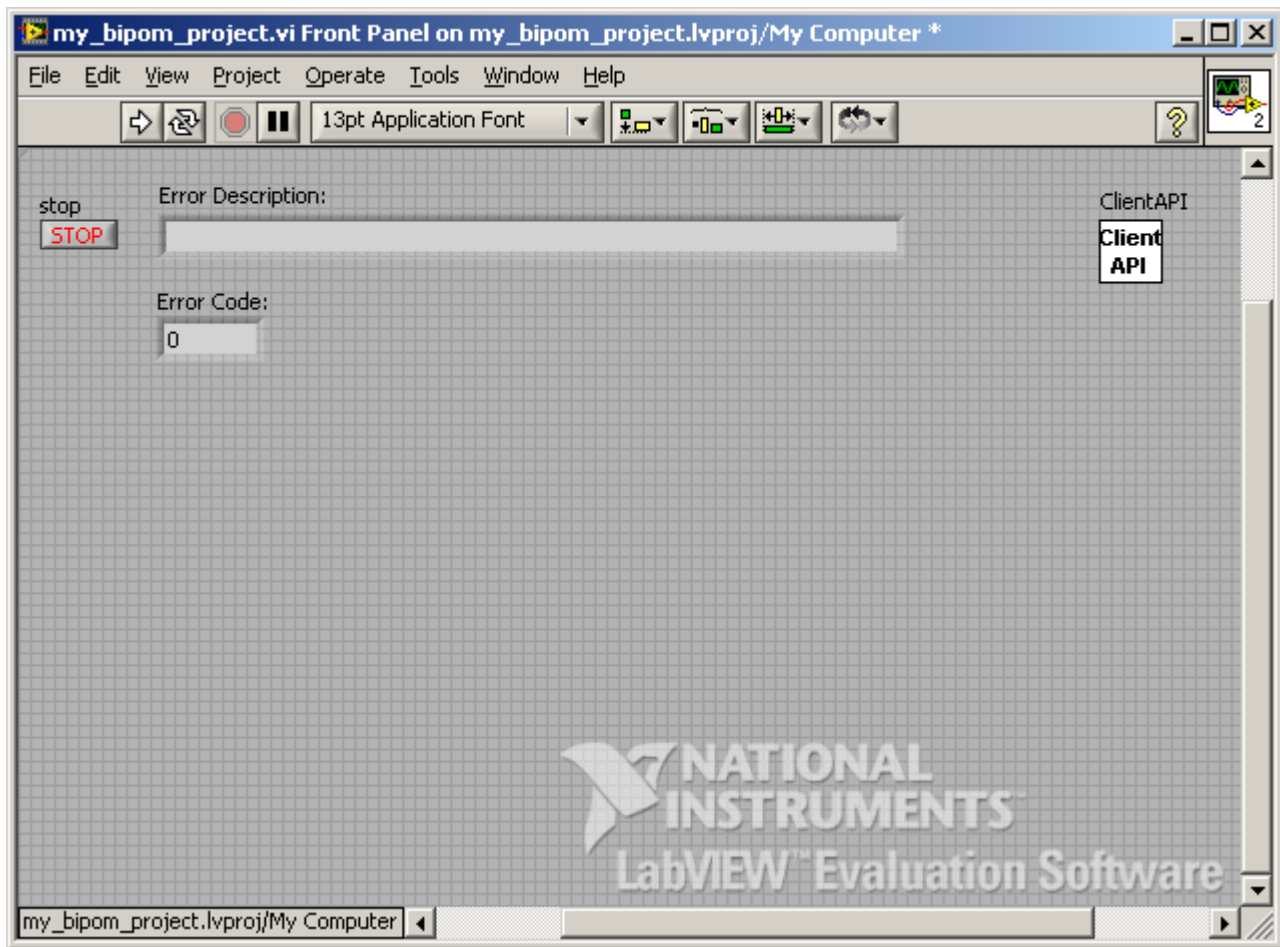 my_bipom_project.vi Front Panel on my_bipom_project.lvproj/My Computer *
File Edit View Project Operate Tools Window Help
13pt Application Font
?
2
stop
STOP
Error Description:
ClientAPI
Client
API
Error Code:
0
NATIONAL
INSTRUMENTS
LabVIEW™ Evaluation Software
my_bipom_project.lvproj/My Computer